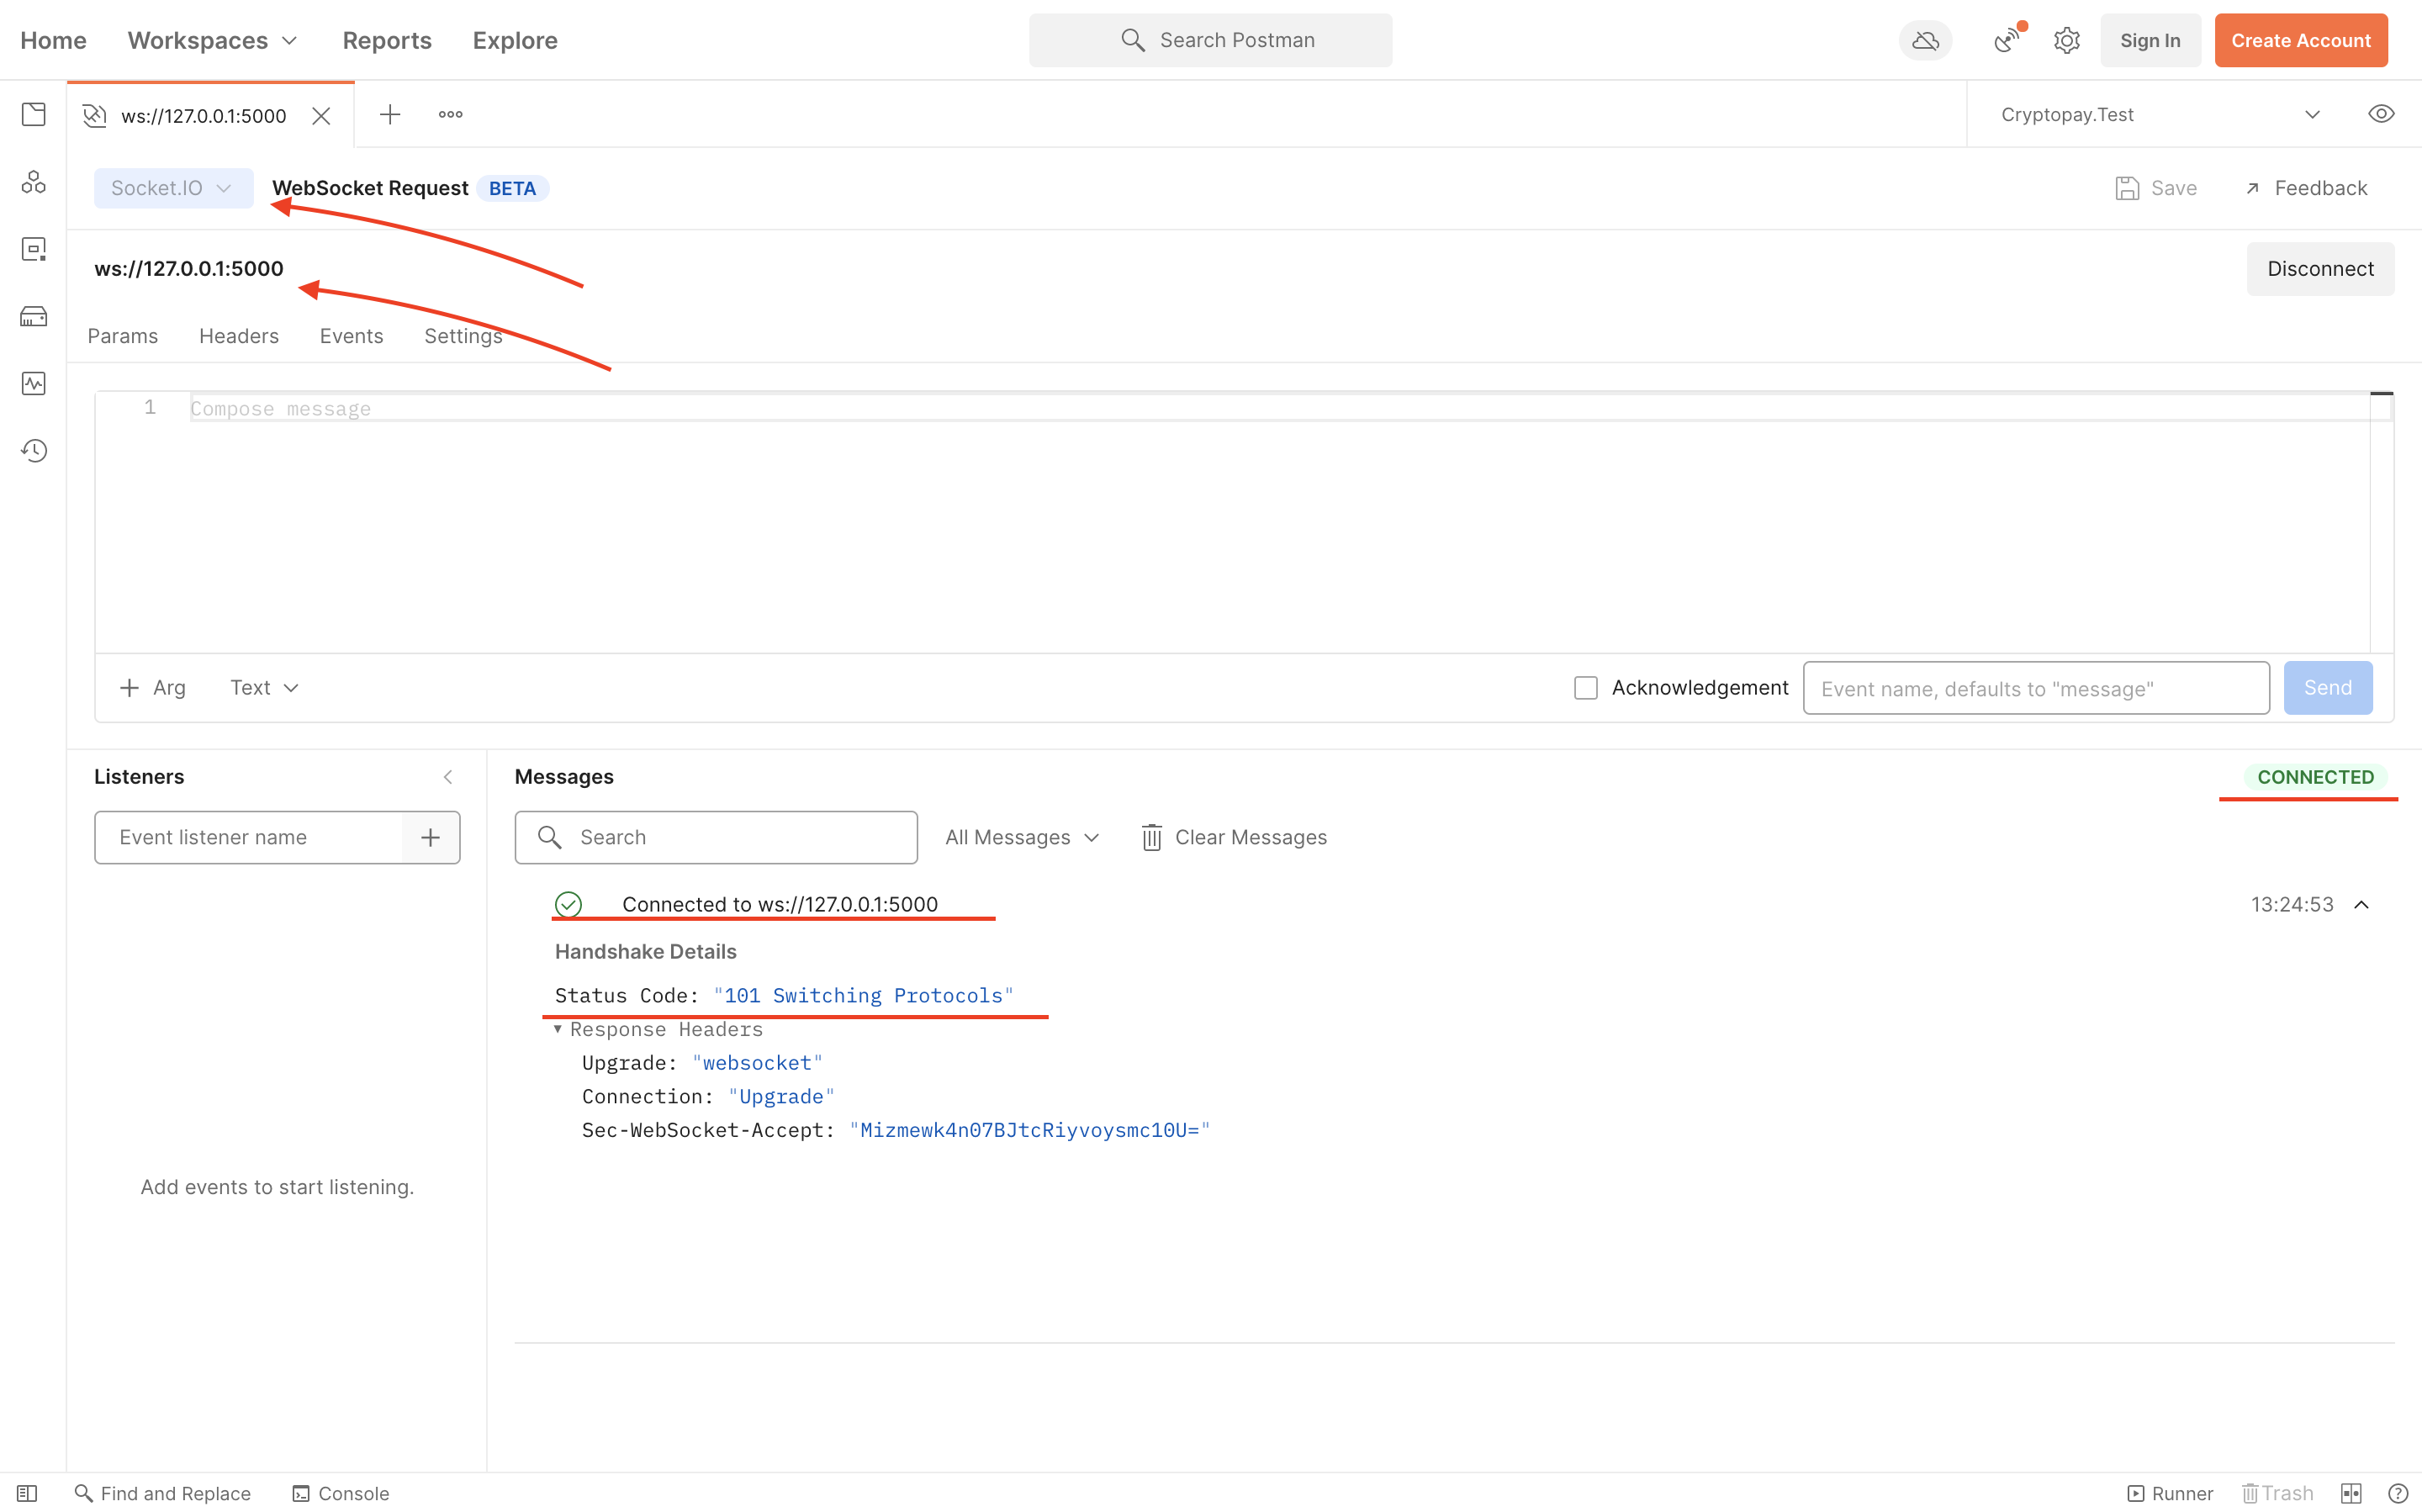 Home Workspaces Reports Explore Search Postman Sign In Create Account
ws://127.0.0.1:5000 Cryptopay.Test
Socket.IO WebSocket Request BETA Save Feedback
ws://127.0.0.1:5000 Disconnect
Params Headers Events Settings
1 Compose message
Arg Text Acknowledgement Event name, defaults to "message" Send
Listeners
Event listener name
Add events to start listening.
Messages CONNECTED
Search All Messages Clear Messages
Connected to ws://127.0.0.1:5000 13:24:53
Handshake Details
Status Code: "101 Switching Protocols"
Response Headers
Upgrade: "websocket"
Connection: "Upgrade"
Sec-WebSocket-Accept: "Mizmewk4n07BJtcRiyvoysmc10U="
Find and Replace Console Runner Trash